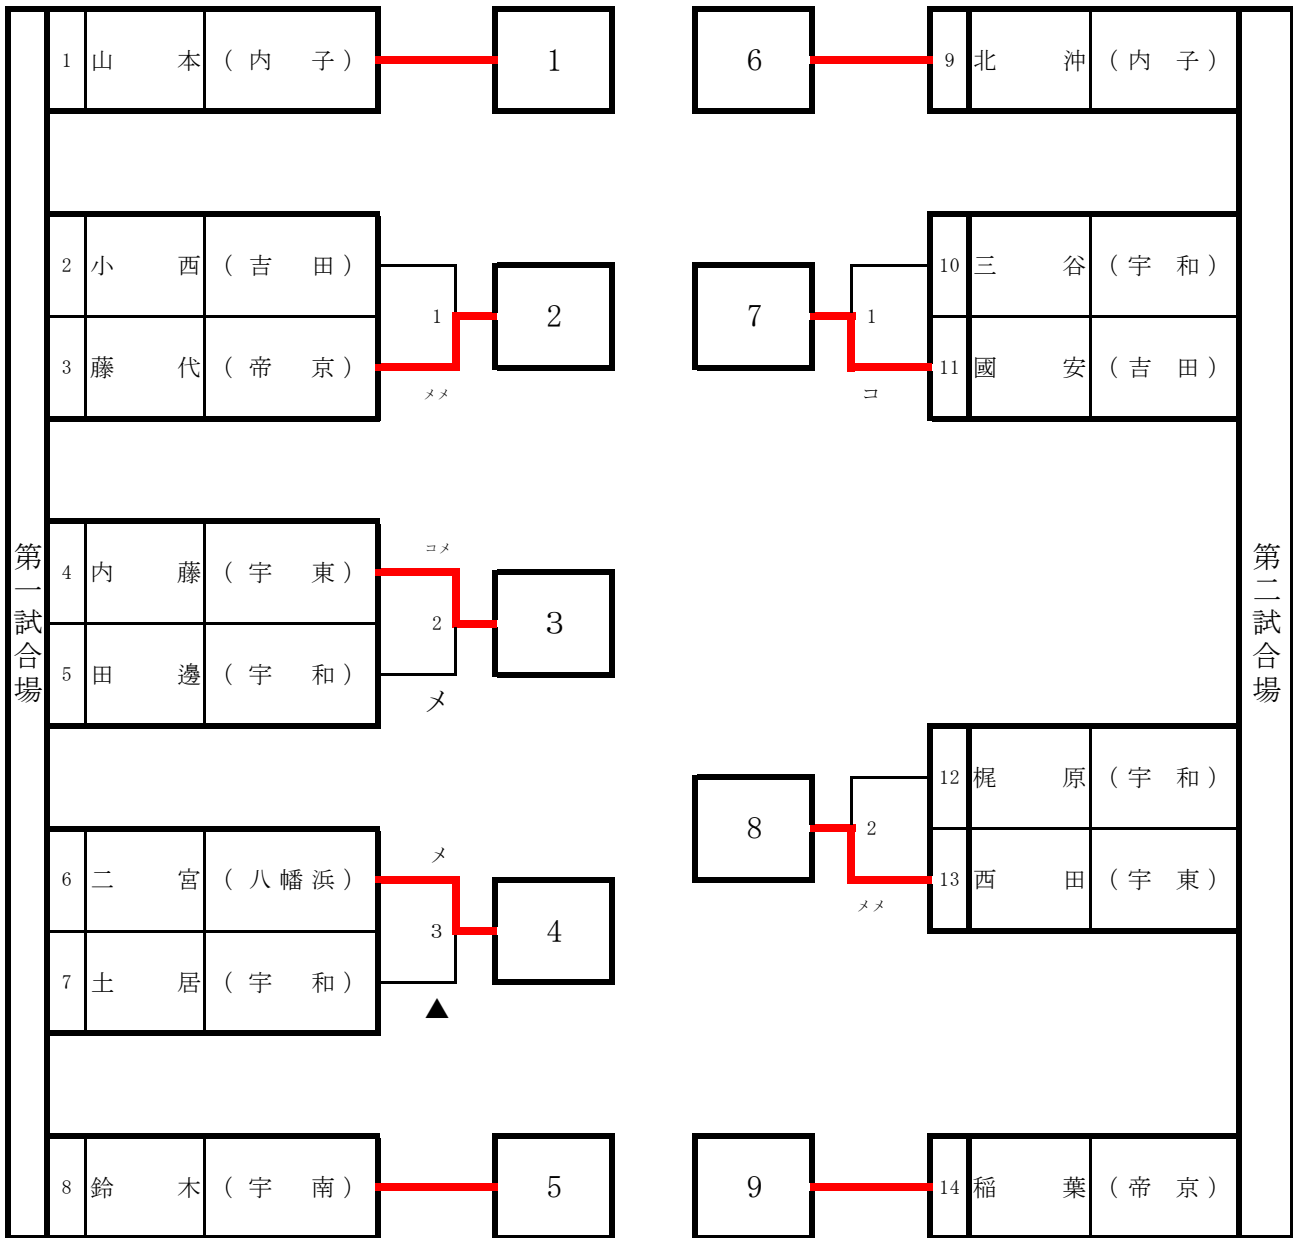 第一試合場
1 山 本 (内 子) 1
2 小 西 (吉 田)
1 2
3 藤 代 (帝 京)
メメ
コメ
4 内 藤 (宇 東)
2 3
5 田 邊 (宇 和)
メ
メ
6 二 宮 (八幡浜)
3 4
7 土 居 (宇 和)
▲
8 鈴 木 (宇 南) 5
6 9 北 沖 (内 子)
10 三 谷 (宇 和)
7 1
11 國 安 (吉 田)
コ
12 梶 原 (宇 和)
8 2
13 西 田 (宇 東)
メメ
9 14 稲 葉 (帝 京)
第二試合場